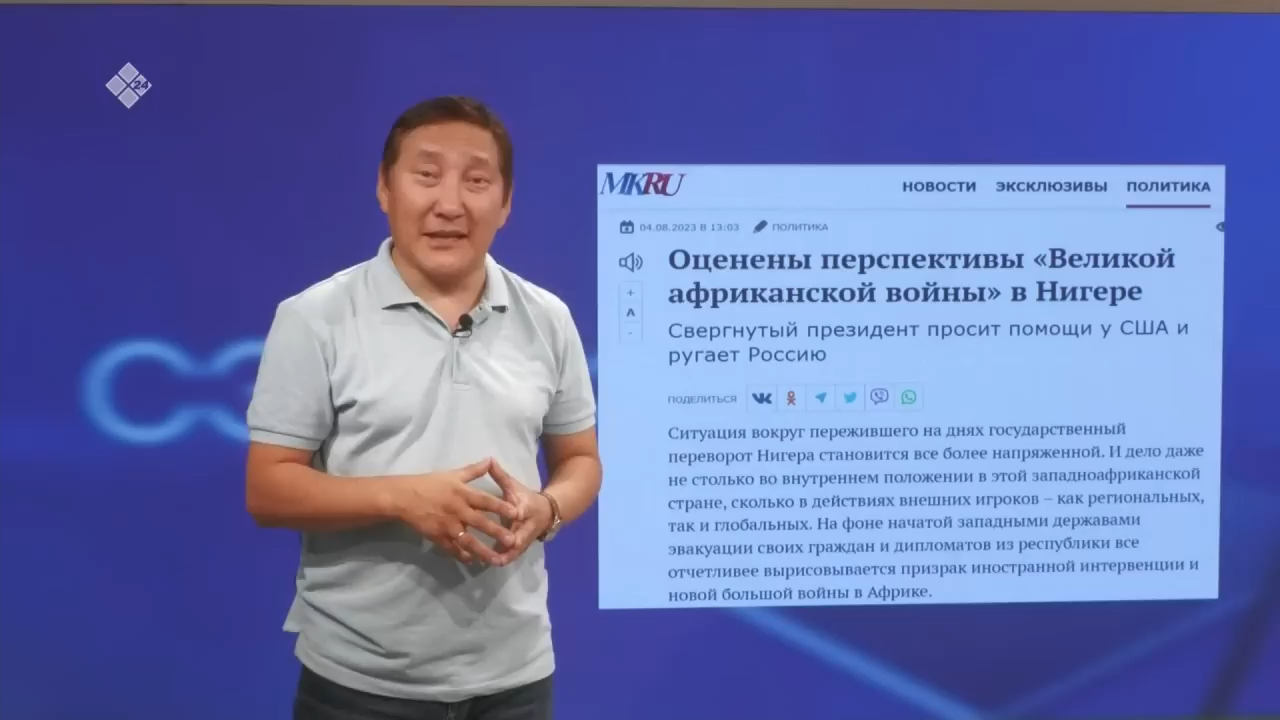 24
MKRU
НОВОСТИ ЭКСКЛЮЗИВЫ ПОЛИТИКА
04.08.2023 В 13:03 ПОЛИТИКА
Оценены перспективы «Великой
африканской войны» в Нигере
Свергнутый президент просит помощи у США и
ругает Россию
+
А
-
ПОДЕЛИТЬСЯ
Ситуация вокруг пережившего на днях государственный
переворот Нигера становится все более напряженной. И дело даже
не столько во внутреннем положении в этой западноафриканской
стране, сколько в действиях внешних игроков – как региональных,
так и глобальных. На фоне начатой западными державами
эвакуации своих граждан и дипломатов из республики все
отчетливее вырисовывается призрак иностранной интервенции и
новой большой войны в Африке.